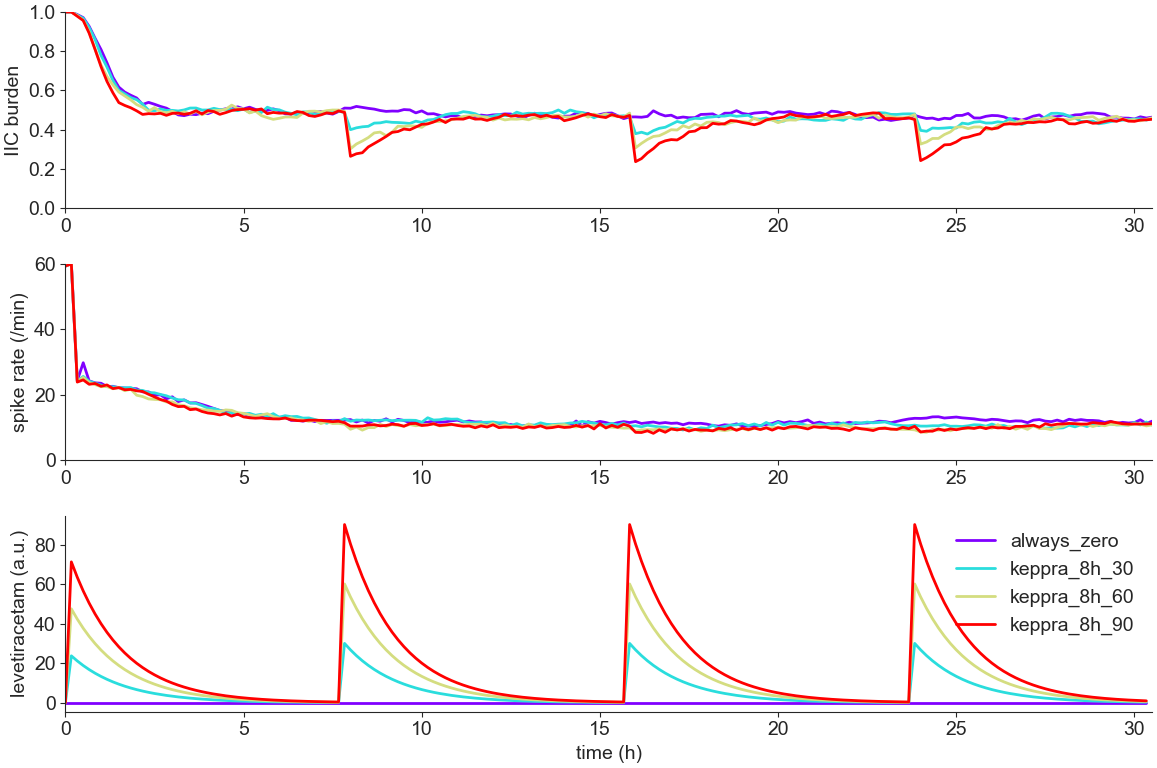 IIC burden
1.0
0.8
0.6
0.4
0.2
0.0
0 5 10 15 20 25 30
spike rate (/min)
60
40
20
0
0 5 10 15 20 25 30
levetiracetam (a.u.)
80
60
40
20
0
always_zero
keppra_8h_30
keppra_8h_60
keppra_8h_90
0 5 10 15 20 25 30
time (h)